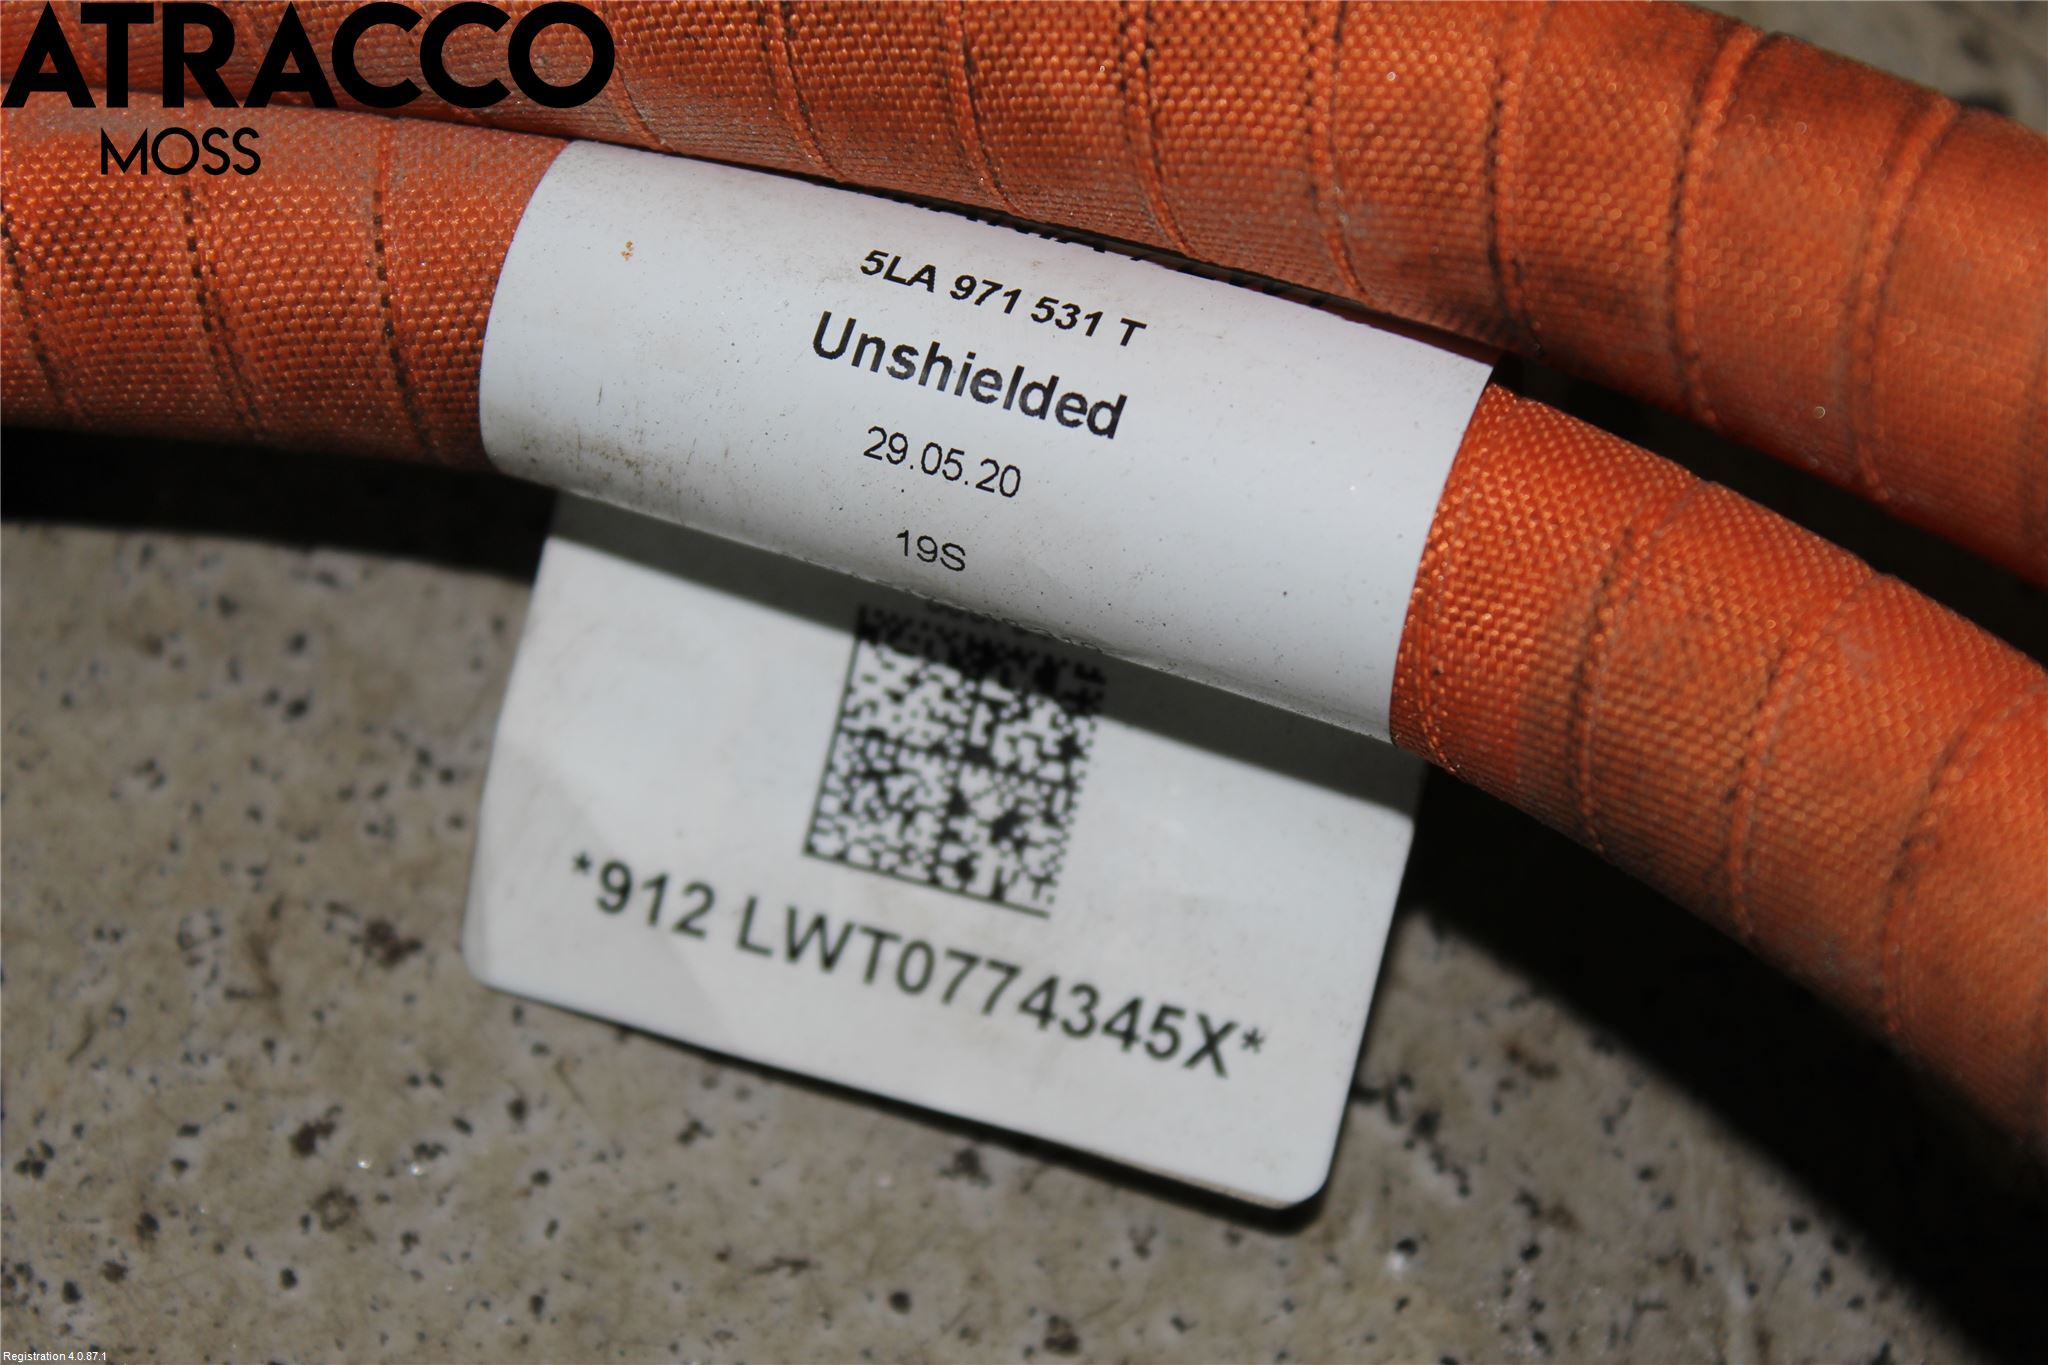 ATRACCO
MOSS
5LA 971 531 T
Unshielded
29.05.20
19S
*912 LWT0774345X*
Registration 4.0.87.1